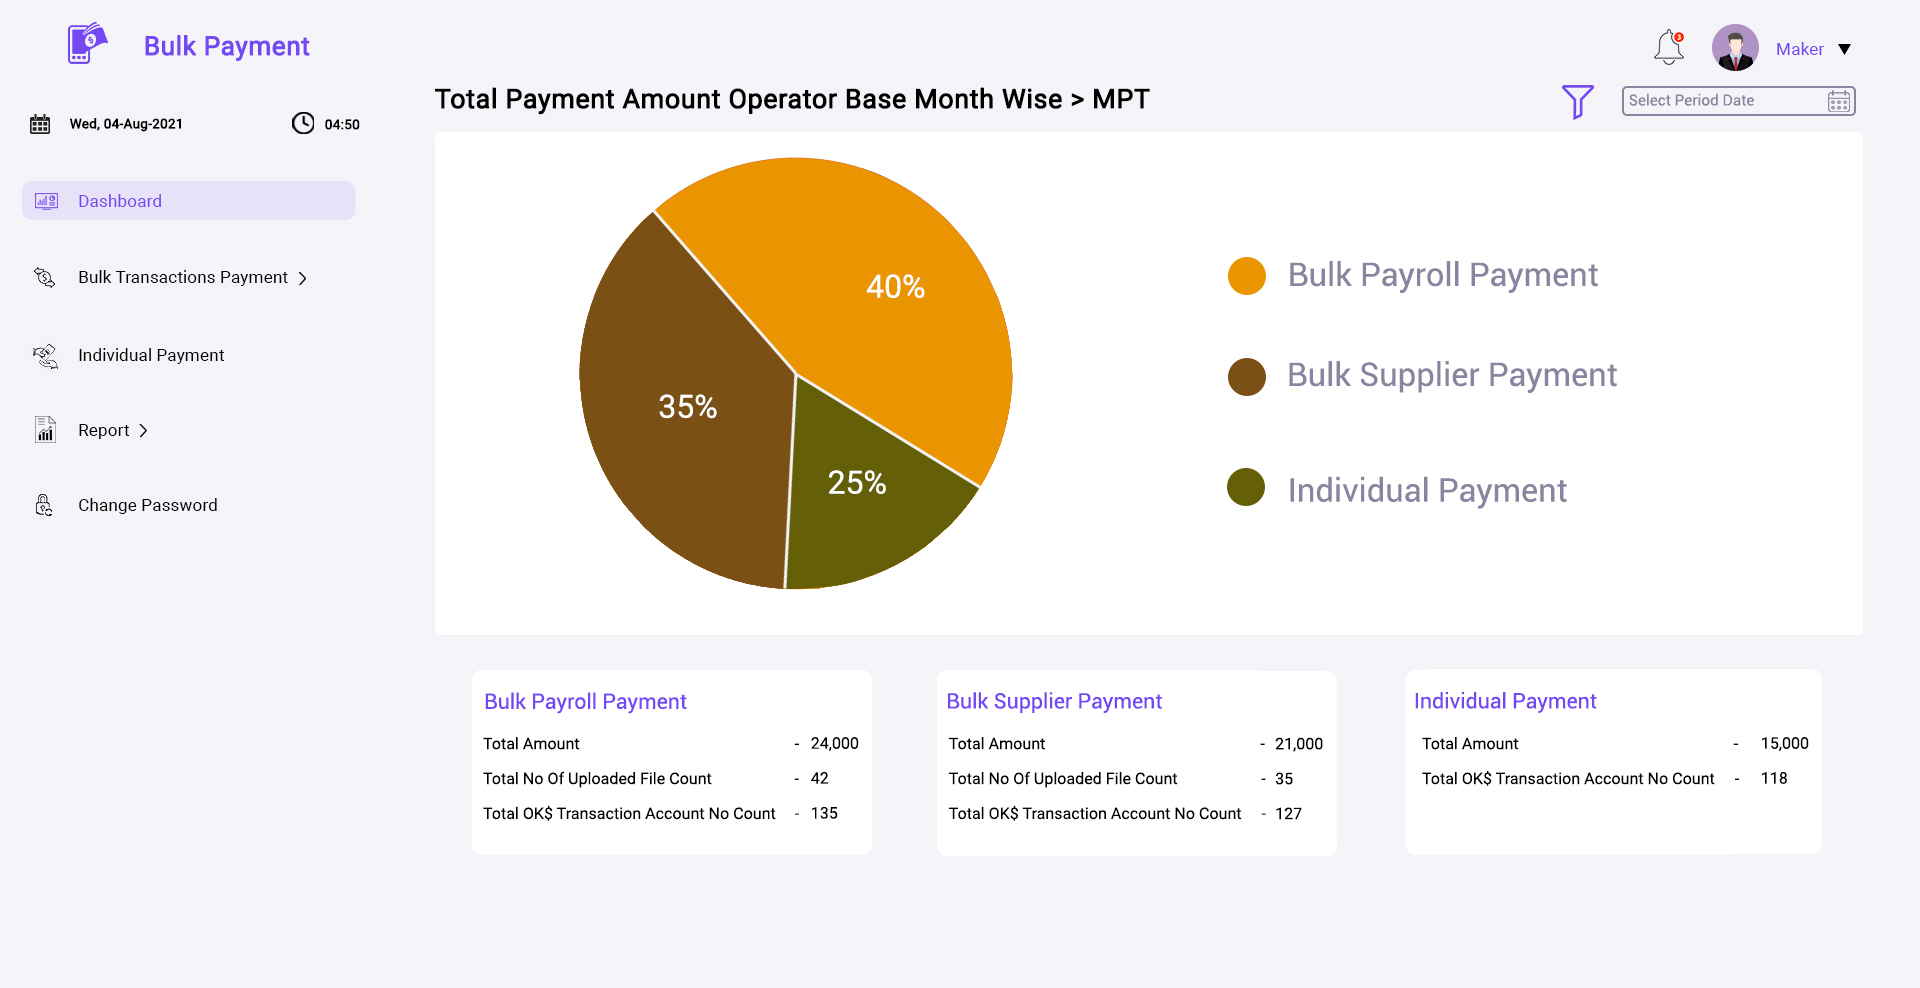 Bulk Payment
3
Maker
Total Payment Amount Operator Base Month Wise > MPT
Select Period Date
Wed, 04-Aug-2021
04:50
Dashboard
Bulk Transactions Payment
Individual Payment
Report
Change Password
40%
35%
25%
Bulk Payroll Payment
Bulk Supplier Payment
Individual Payment
Bulk Payroll Payment
Total Amount - 24,000
Total No Of Uploaded File Count - 42
Total OK$ Transaction Account No Count - 135
Bulk Supplier Payment
Total Amount - 21,000
Total No Of Uploaded File Count - 35
Total OK$ Transaction Account No Count - 127
Individual Payment
Total Amount - 15,000
Total OK$ Transaction Account No Count - 118